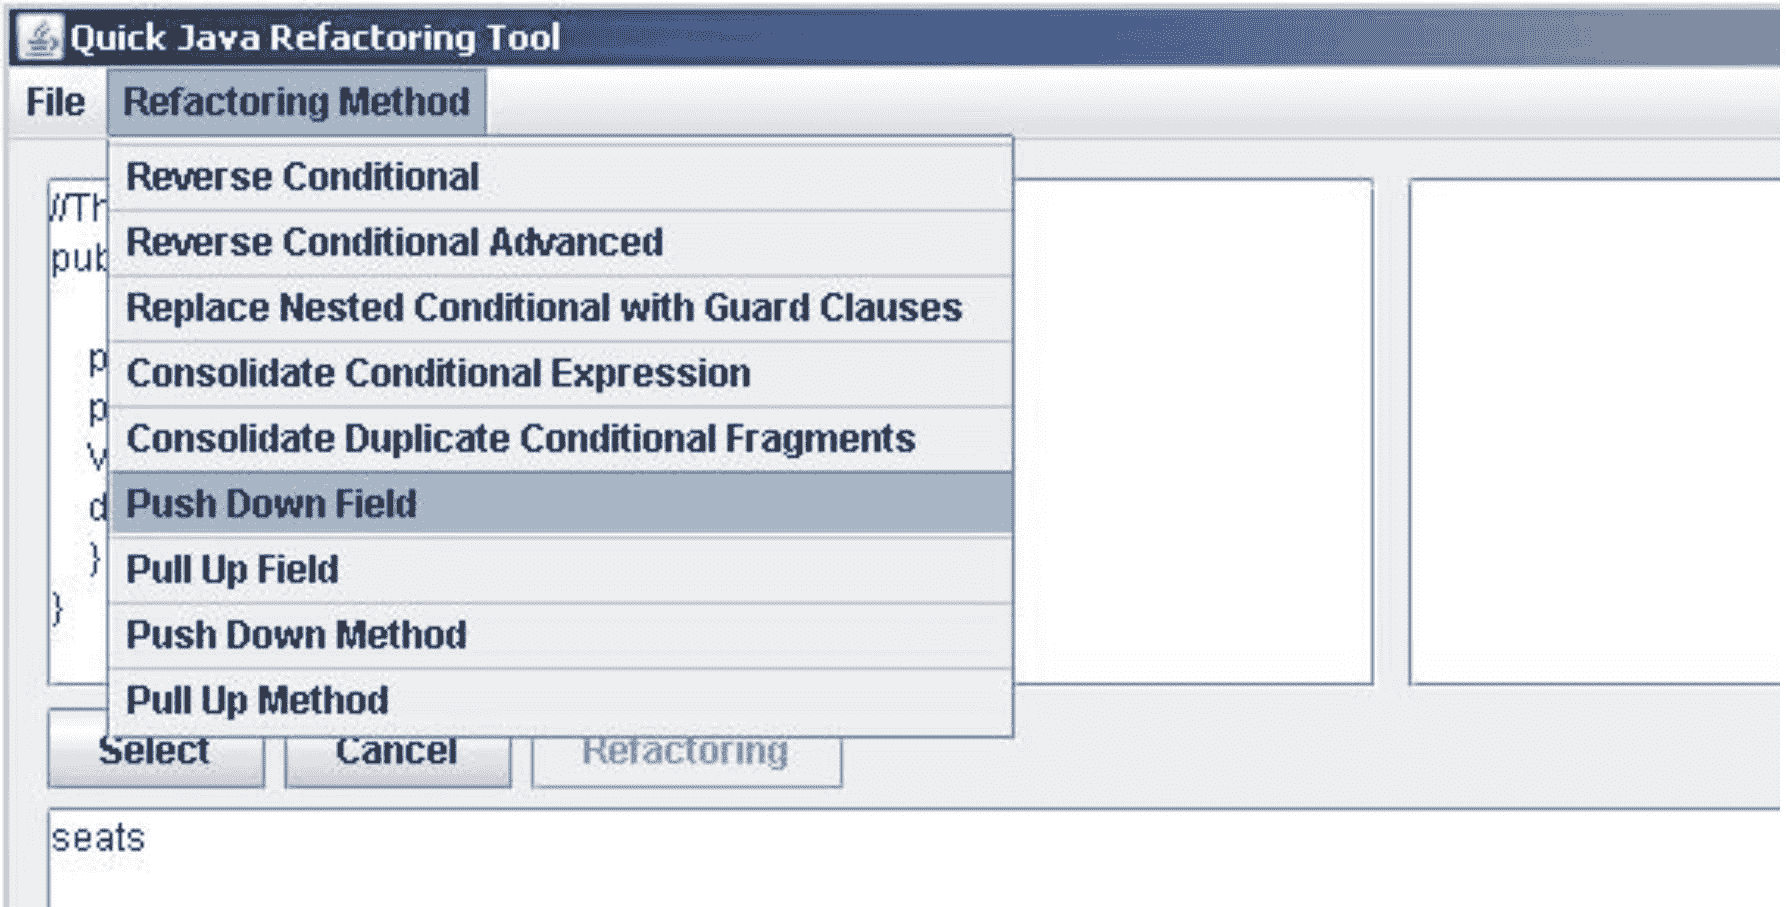 Quick Java Refactoring Tool
File Refactoring Method
Reverse Conditional
//Th
Reverse Conditional Advanced
pub
Replace Nested Conditional with Guard Clauses
p
Consolidate Conditional Expression
p
Consolidate Duplicate Conditional Fragments
V
Push Down Field
d
}
Pull Up Field
}
Push Down Method
Pull Up Method
Select Cancel Refactoring
seats